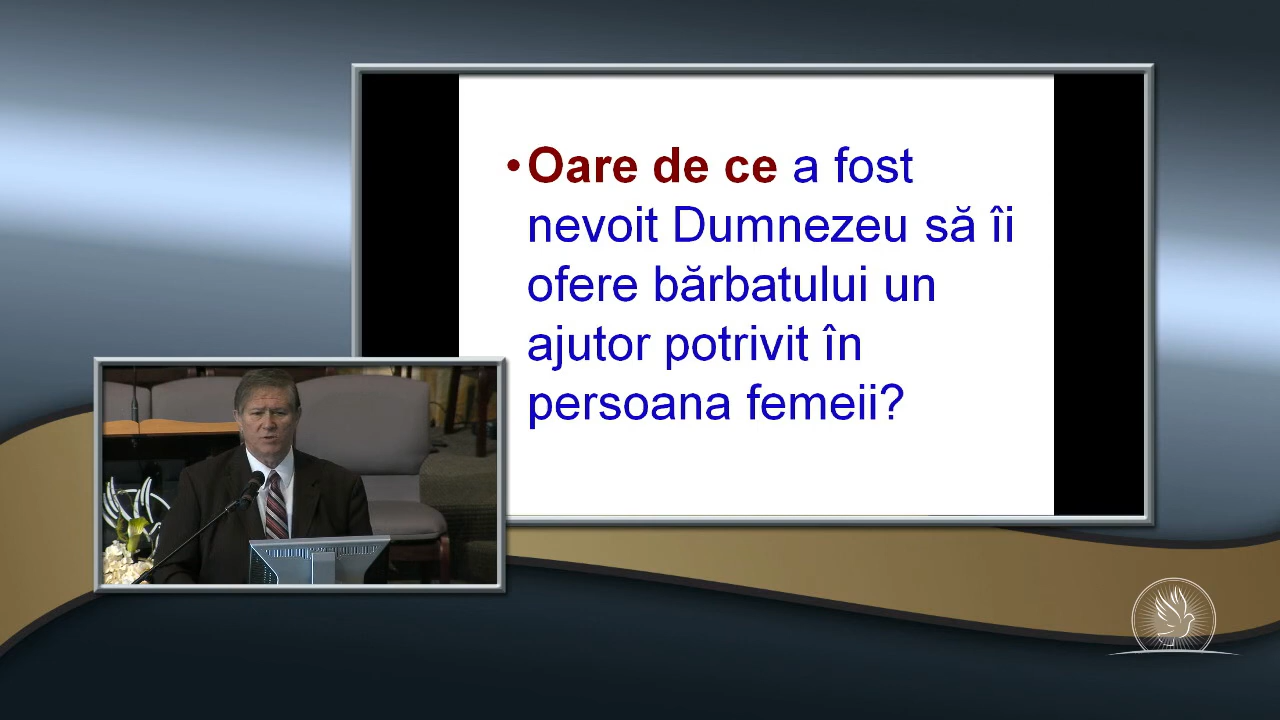 •Oare de ce a fost
nevoit Dumnezeu să îi
ofere bărbatului un
ajutor potrivit în
persoana femeii?